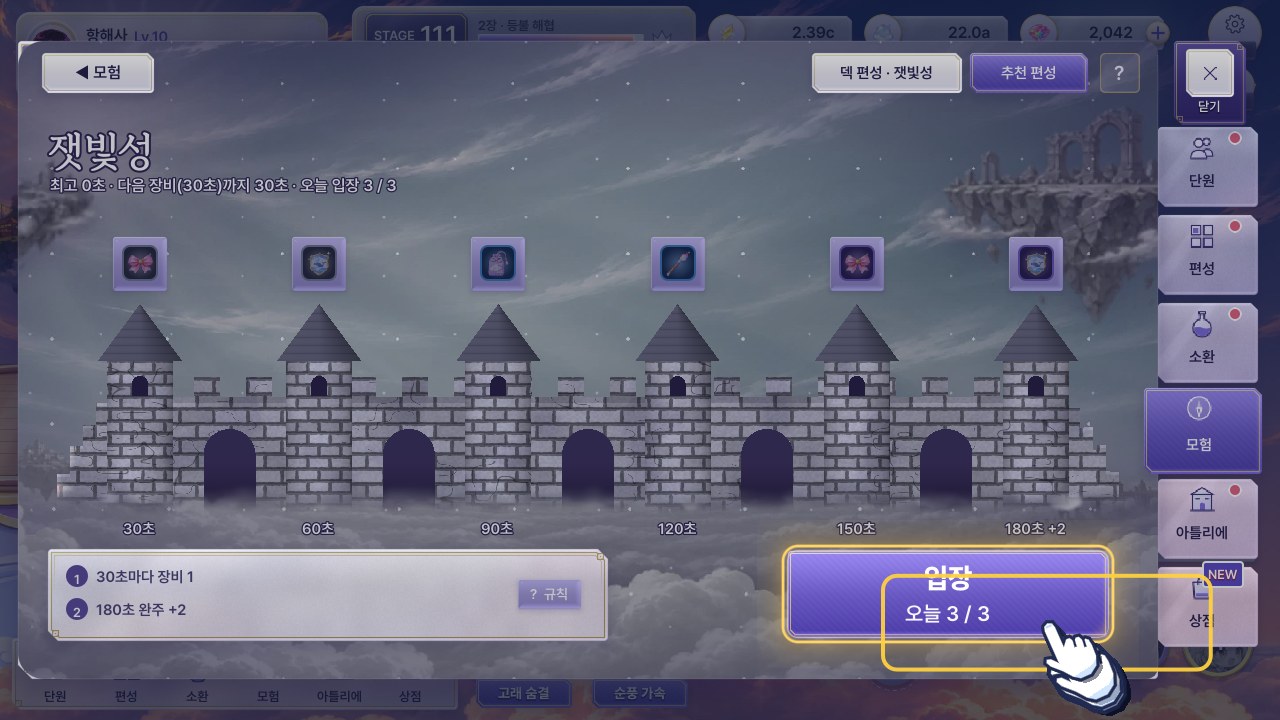 항해사 Lv.10
STAGE 111
2장 · 등불 해협
2.39c
22.0a
2,042
◀ 모험
덱 편성 · 잿빛성
추천 편성
?
닫기
잿빛성
최고 0초 · 다음 장비(30초)까지 30초 · 오늘 입장 3 / 3
단원
편성
소환
모험
아틀리에
NEW
상점
30초
60초
90초
120초
150초
180초 +2
1 30초마다 장비 1
2 180초 완주 +2
? 규칙
입장
오늘 3 / 3
단원
편성
소환
모험
아틀리에
상점
고래 숨결
순풍 가속